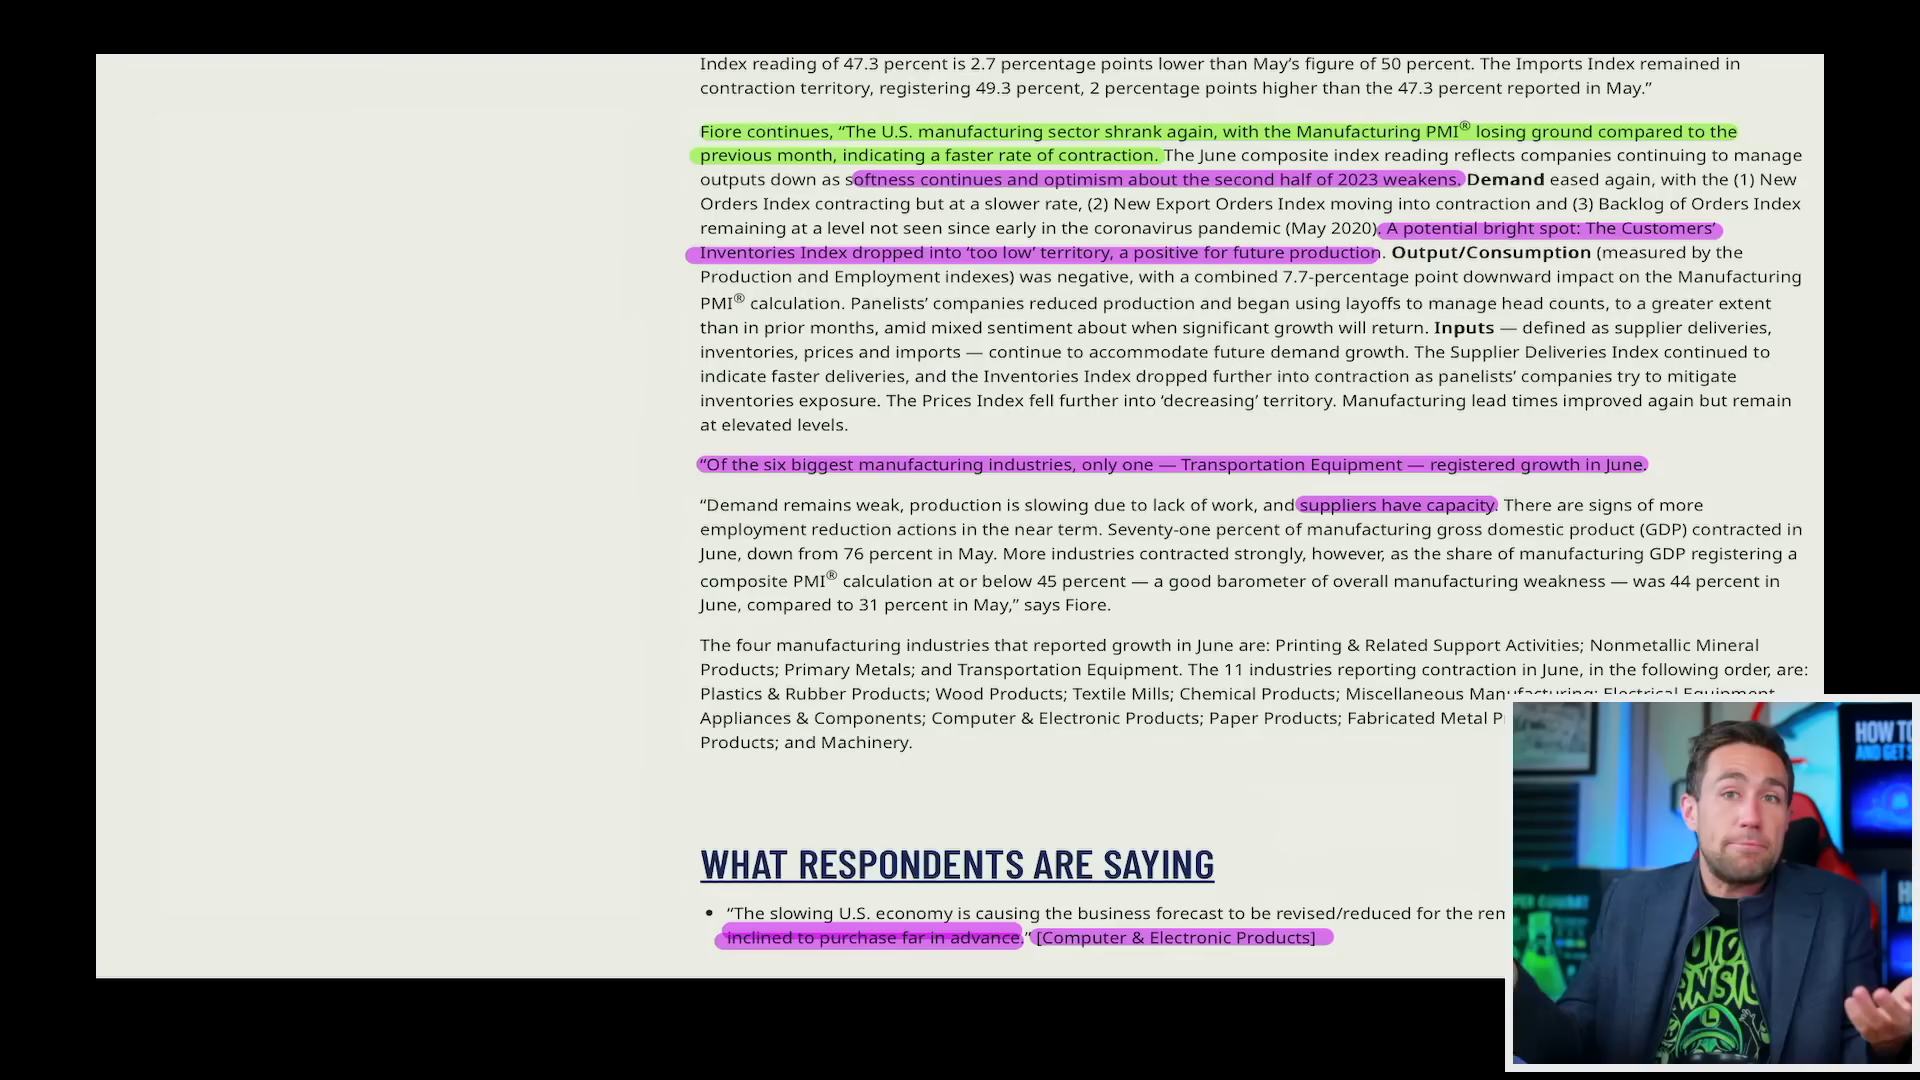 Index reading of 47.3 percent is 2.7 percentage points lower than May’s figure of 50 percent. The Imports Index remained in
contraction territory, registering 49.3 percent, 2 percentage points higher than the 47.3 percent reported in May.”
Fiore continues, “The U.S. manufacturing sector shrank again, with the Manufacturing PMI® losing ground compared to the
previous month, indicating a faster rate of contraction. The June composite index reading reflects companies continuing to manage
outputs down as softness continues and optimism about the second half of 2023 weakens. Demand eased again, with the (1) New
Orders Index contracting but at a slower rate, (2) New Export Orders Index moving into contraction and (3) Backlog of Orders Index
remaining at a level not seen since early in the coronavirus pandemic (May 2020). A potential bright spot: The Customers’
Inventories Index dropped into ‘too low’ territory, a positive for future production. Output/Consumption (measured by the
Production and Employment indexes) was negative, with a combined 7.7-percentage point downward impact on the Manufacturing
PMI® calculation. Panelists’ companies reduced production and began using layoffs to manage head counts, to a greater extent
than in prior months, amid mixed sentiment about when significant growth will return. Inputs — defined as supplier deliveries,
inventories, prices and imports — continue to accommodate future demand growth. The Supplier Deliveries Index continued to
indicate faster deliveries, and the Inventories Index dropped further into contraction as panelists’ companies try to mitigate
inventories exposure. The Prices Index fell further into ‘decreasing’ territory. Manufacturing lead times improved again but remain
at elevated levels.
“Of the six biggest manufacturing industries, only one — Transportation Equipment — registered growth in June.
“Demand remains weak, production is slowing due to lack of work, and suppliers have capacity. There are signs of more
employment reduction actions in the near term. Seventy-one percent of manufacturing gross domestic product (GDP) contracted in
June, down from 76 percent in May. More industries contracted strongly, however, as the share of manufacturing GDP registering a
composite PMI® calculation at or below 45 percent — a good barometer of overall manufacturing weakness — was 44 percent in
June, compared to 31 percent in May,” says Fiore.
The four manufacturing industries that reported growth in June are: Printing & Related Support Activities; Nonmetallic Mineral
Products; Primary Metals; and Transportation Equipment. The 11 industries reporting contraction in June, in the following order, are:
Plastics & Rubber Products; Wood Products; Textile Mills; Chemical Products; Miscellaneous Manufacturing; Electrical Equipment,
Appliances & Components; Computer & Electronic Products; Paper Products; Fabricated Metal
Products; and Machinery.
WHAT RESPONDENTS ARE SAYING
• “The slowing U.S. economy is causing the business forecast to be revised/reduced for the
inclined to purchase far in advance.” [Computer & Electronic Products]
HOW TO
AND GET